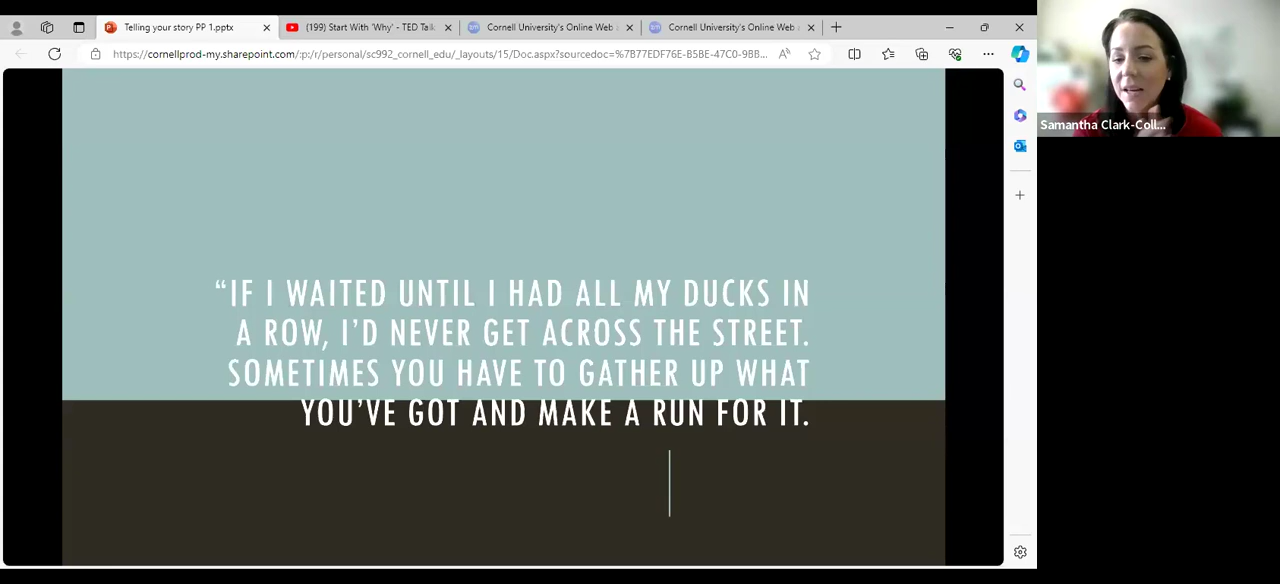 Telling your story PP 1.pptx
(199) Start With 'Why' - TED Talk
Cornell University's Online Web
Cornell University's Online Web
https://cornellprod-my.sharepoint.com/:p:/r/personal/sc992_cornell_edu/_layouts/15/Doc.aspx?sourcedoc=%7B77EDF76E-B5BE-47C0-9BB...
Samantha Clark-Coll...
“IF I WAITED UNTIL I HAD ALL MY DUCKS IN
A ROW, I’D NEVER GET ACROSS THE STREET.
SOMETIMES YOU HAVE TO GATHER UP WHAT
YOU’VE GOT AND MAKE A RUN FOR IT.